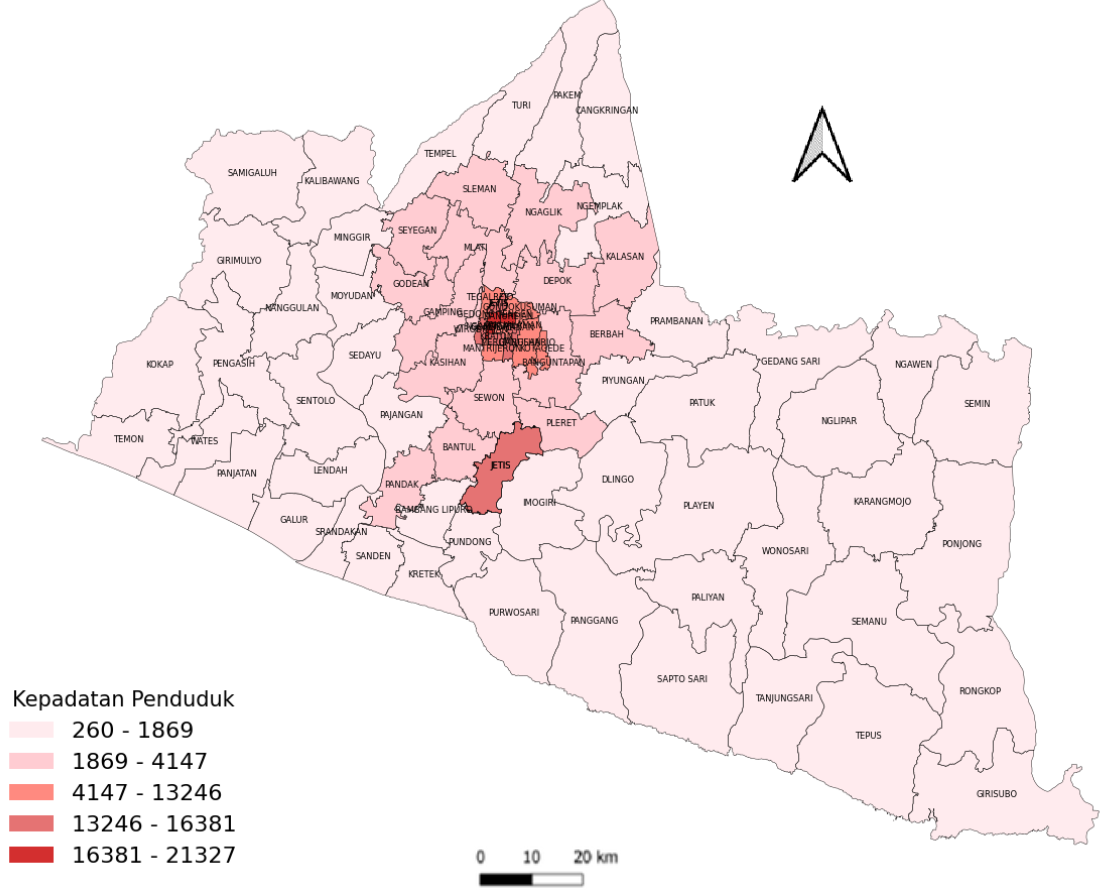 TURI
PAKEM
CANGKRINGAN
TEMPEL
SAMIGALUH
KALIBAWANG
SLEMAN
NGAGLIK
NGEMPLAK
SEYEGAN
MINGGIR
MLATI
KALASAN
GIRIMULYO
GODEAN
DEPOK
MOYUDAN
TEGALREJO
NANGGULAN
GAMPING
PRAMBANAN
BERBAH
SEDAYU
KASIHAN
MANTRIJERON
KOTAGEDE
BANGUNTAPAN
KOKAP
PENGASIH
GEDANG SARI
NGAWEN
PIYUNGAN
SENTOLO
SEWON
PATUK
SEMIN
PAJANGAN
PLERET
NGLIPAR
TEMON
WATES
BANTUL
JETIS
PANJATAN
LENDAH
PANDAK
DLINGO
BAMBANG LIPURO
IMOGIRI
PLAYEN
KARANGMOJO
GALUR
SRANDAKAN
PUNDONG
WONOSARI
PONJONG
SANDEN
KRETEK
PALIYAN
PURWOSARI
PANGGANG
SEMANU
SAPTO SARI
TANJUNGSARI
RONGKOP
TEPUS
GIRISUBO
Kepadatan Penduduk
260 - 1869
1869 - 4147
4147 - 13246
13246 - 16381
16381 - 21327
0 10 20 km